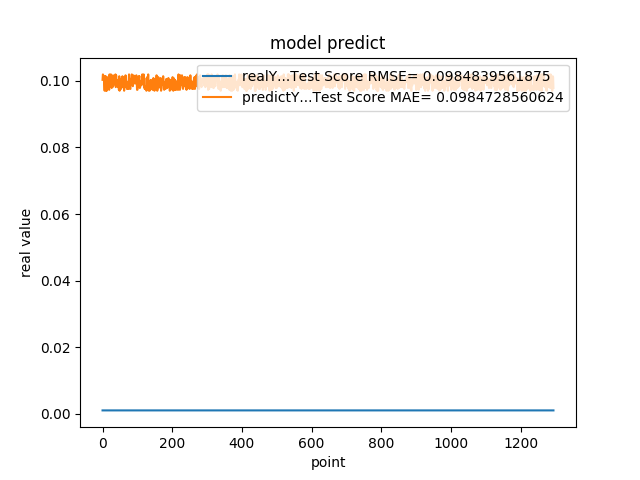 model predict
realY...Test Score RMSE= 0.0984839561875
predictY...Test Score MAE= 0.0984728560624
real value
0.10
0.08
0.06
0.04
0.02
0.00
0 200 400 600 800 1000 1200
point